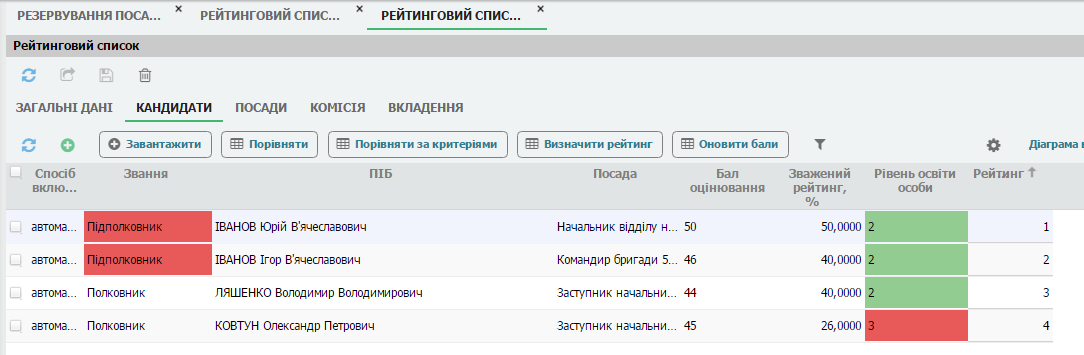 РЕЗЕРВУВАННЯ ПОСА... × РЕЙТИНГОВИЙ СПИС... × РЕЙТИНГОВИЙ СПИС... ×
Рейтинговий список
ЗАГАЛЬНІ ДАНІ КАНДИДАТИ ПОСАДИ КОМІСІЯ ВКЛАДЕННЯ
Завантажити Порівняти Порівняти за критеріями Визначити рейтинг Оновити бали Діаграма
Спосіб вклю... Звання ПІБ Посада Бал оцінювання Зважений рейтинг, % Рівень освіти особи Рейтинг
автома... Підполковник ІВАНОВ Юрій В'ячеславович Начальник відділу н... 50 50,0000 2 1
автома... Підполковник ІВАНОВ Ігор В'ячеславович Командир бригади 5... 46 40,0000 2 2
автома... Полковник ЛЯШЕНКО Володимир Володимирович Заступник начальни... 44 40,0000 2 3
автома... Полковник КОВТУН Олександр Петрович Заступник начальни... 45 26,0000 3 4